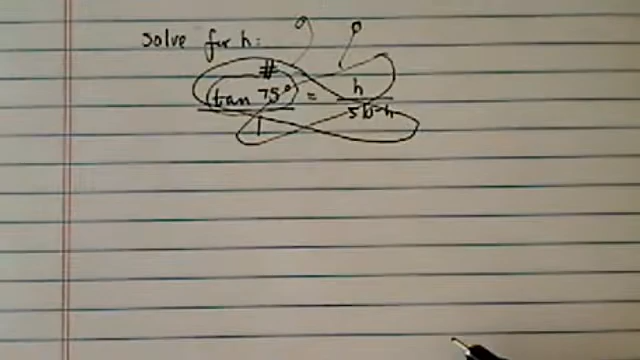 solve for h:
#
(tan 75°) = h
1 50-h